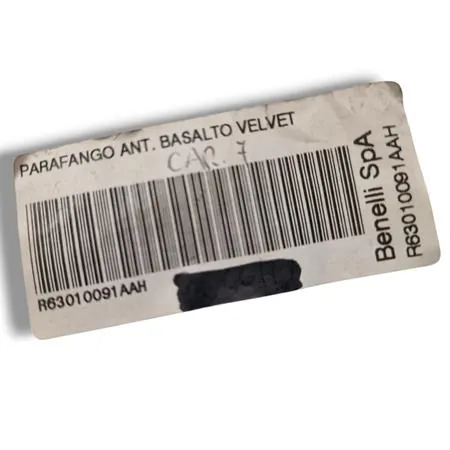 PARAFANGO ANT. BASALTO VELVET
CAR. 7
R63010091AAH
Benelli SpA
R63010091AAH